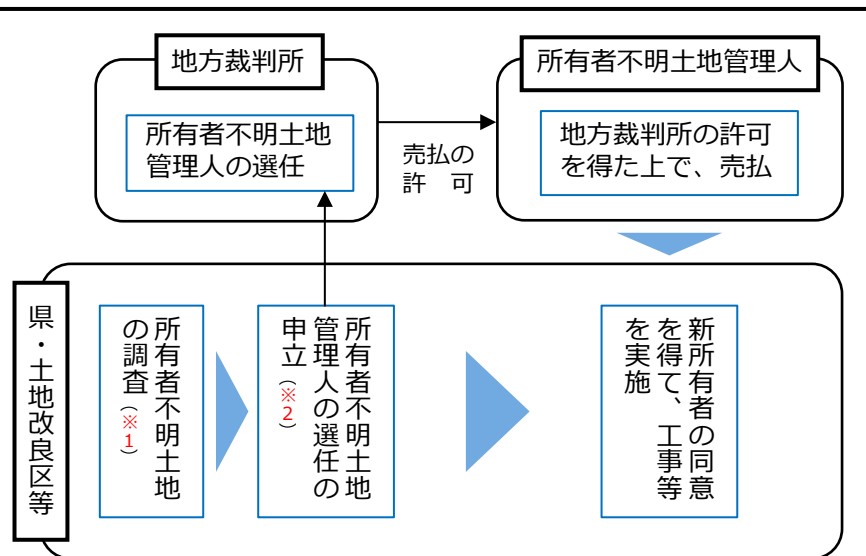 地方裁判所
所有者不明土地
管理人の選任
売払の
許　可
所有者不明土地管理人
地方裁判所の許可
を得た上で、売払
県・土地改良区等
所有者不明土地
の調査（※1）
所有者不明土地
管理人の選任の
申立（※2）
新所有者の同意
を得て、工事等
を実施